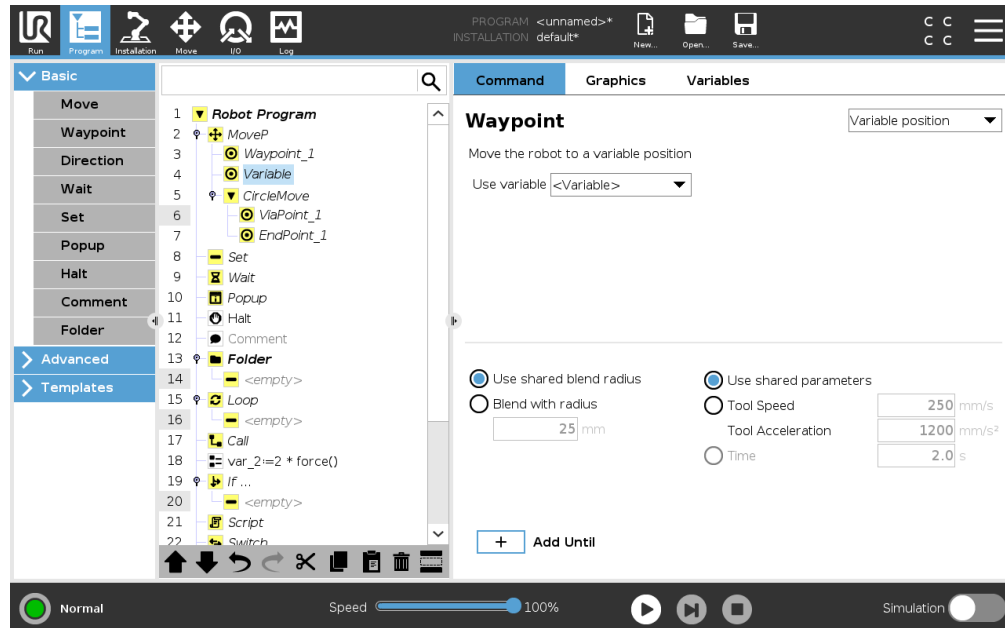 UR
PROGRAM <unnamed>*
INSTALLATION default*
C C
C C
Run Program Installation Move I/O Log New... Open... Save...
Basic
Move
Waypoint
Direction
Wait
Set
Popup
Halt
Comment
Folder
Advanced
Templates
1 Robot Program
2 MoveP
3 Waypoint_1
4 Variable
5 CircleMove
6 ViaPoint_1
7 EndPoint_1
8 Set
9 Wait
10 Popup
11 Halt
12 Comment
13 Folder
14 <empty>
15 Loop
16 <empty>
17 Call
18 var_2:=2 * force()
19 If ...
20 <empty>
21 Script
22 Switch
Command Graphics Variables
Waypoint Variable position
Move the robot to a variable position
Use variable <Variable>
Use shared blend radius
Blend with radius
25 mm
Use shared parameters
Tool Speed 250 mm/s
Tool Acceleration 1200 mm/s²
Time 2.0 s
+ Add Until
Normal Speed 100% Simulation